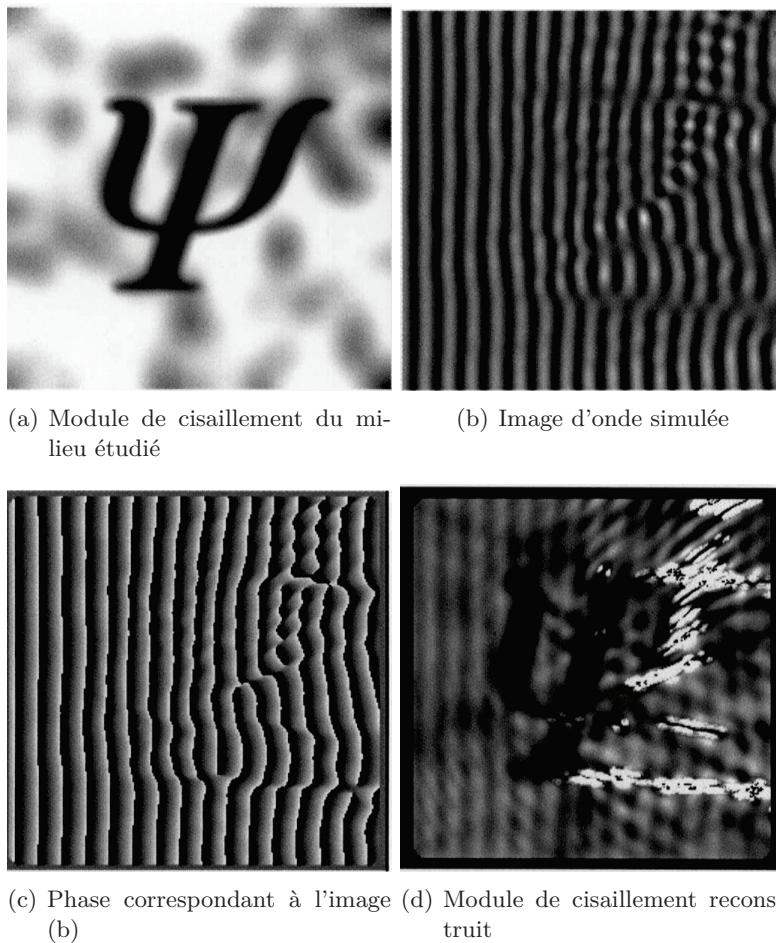 Ψ
(a) Module de cisaillement du mi-
lieu étudié
(b) Image d'onde simulée
(c) Phase correspondant à l'image
(b)
(d) Module de cisaillement recons
truit